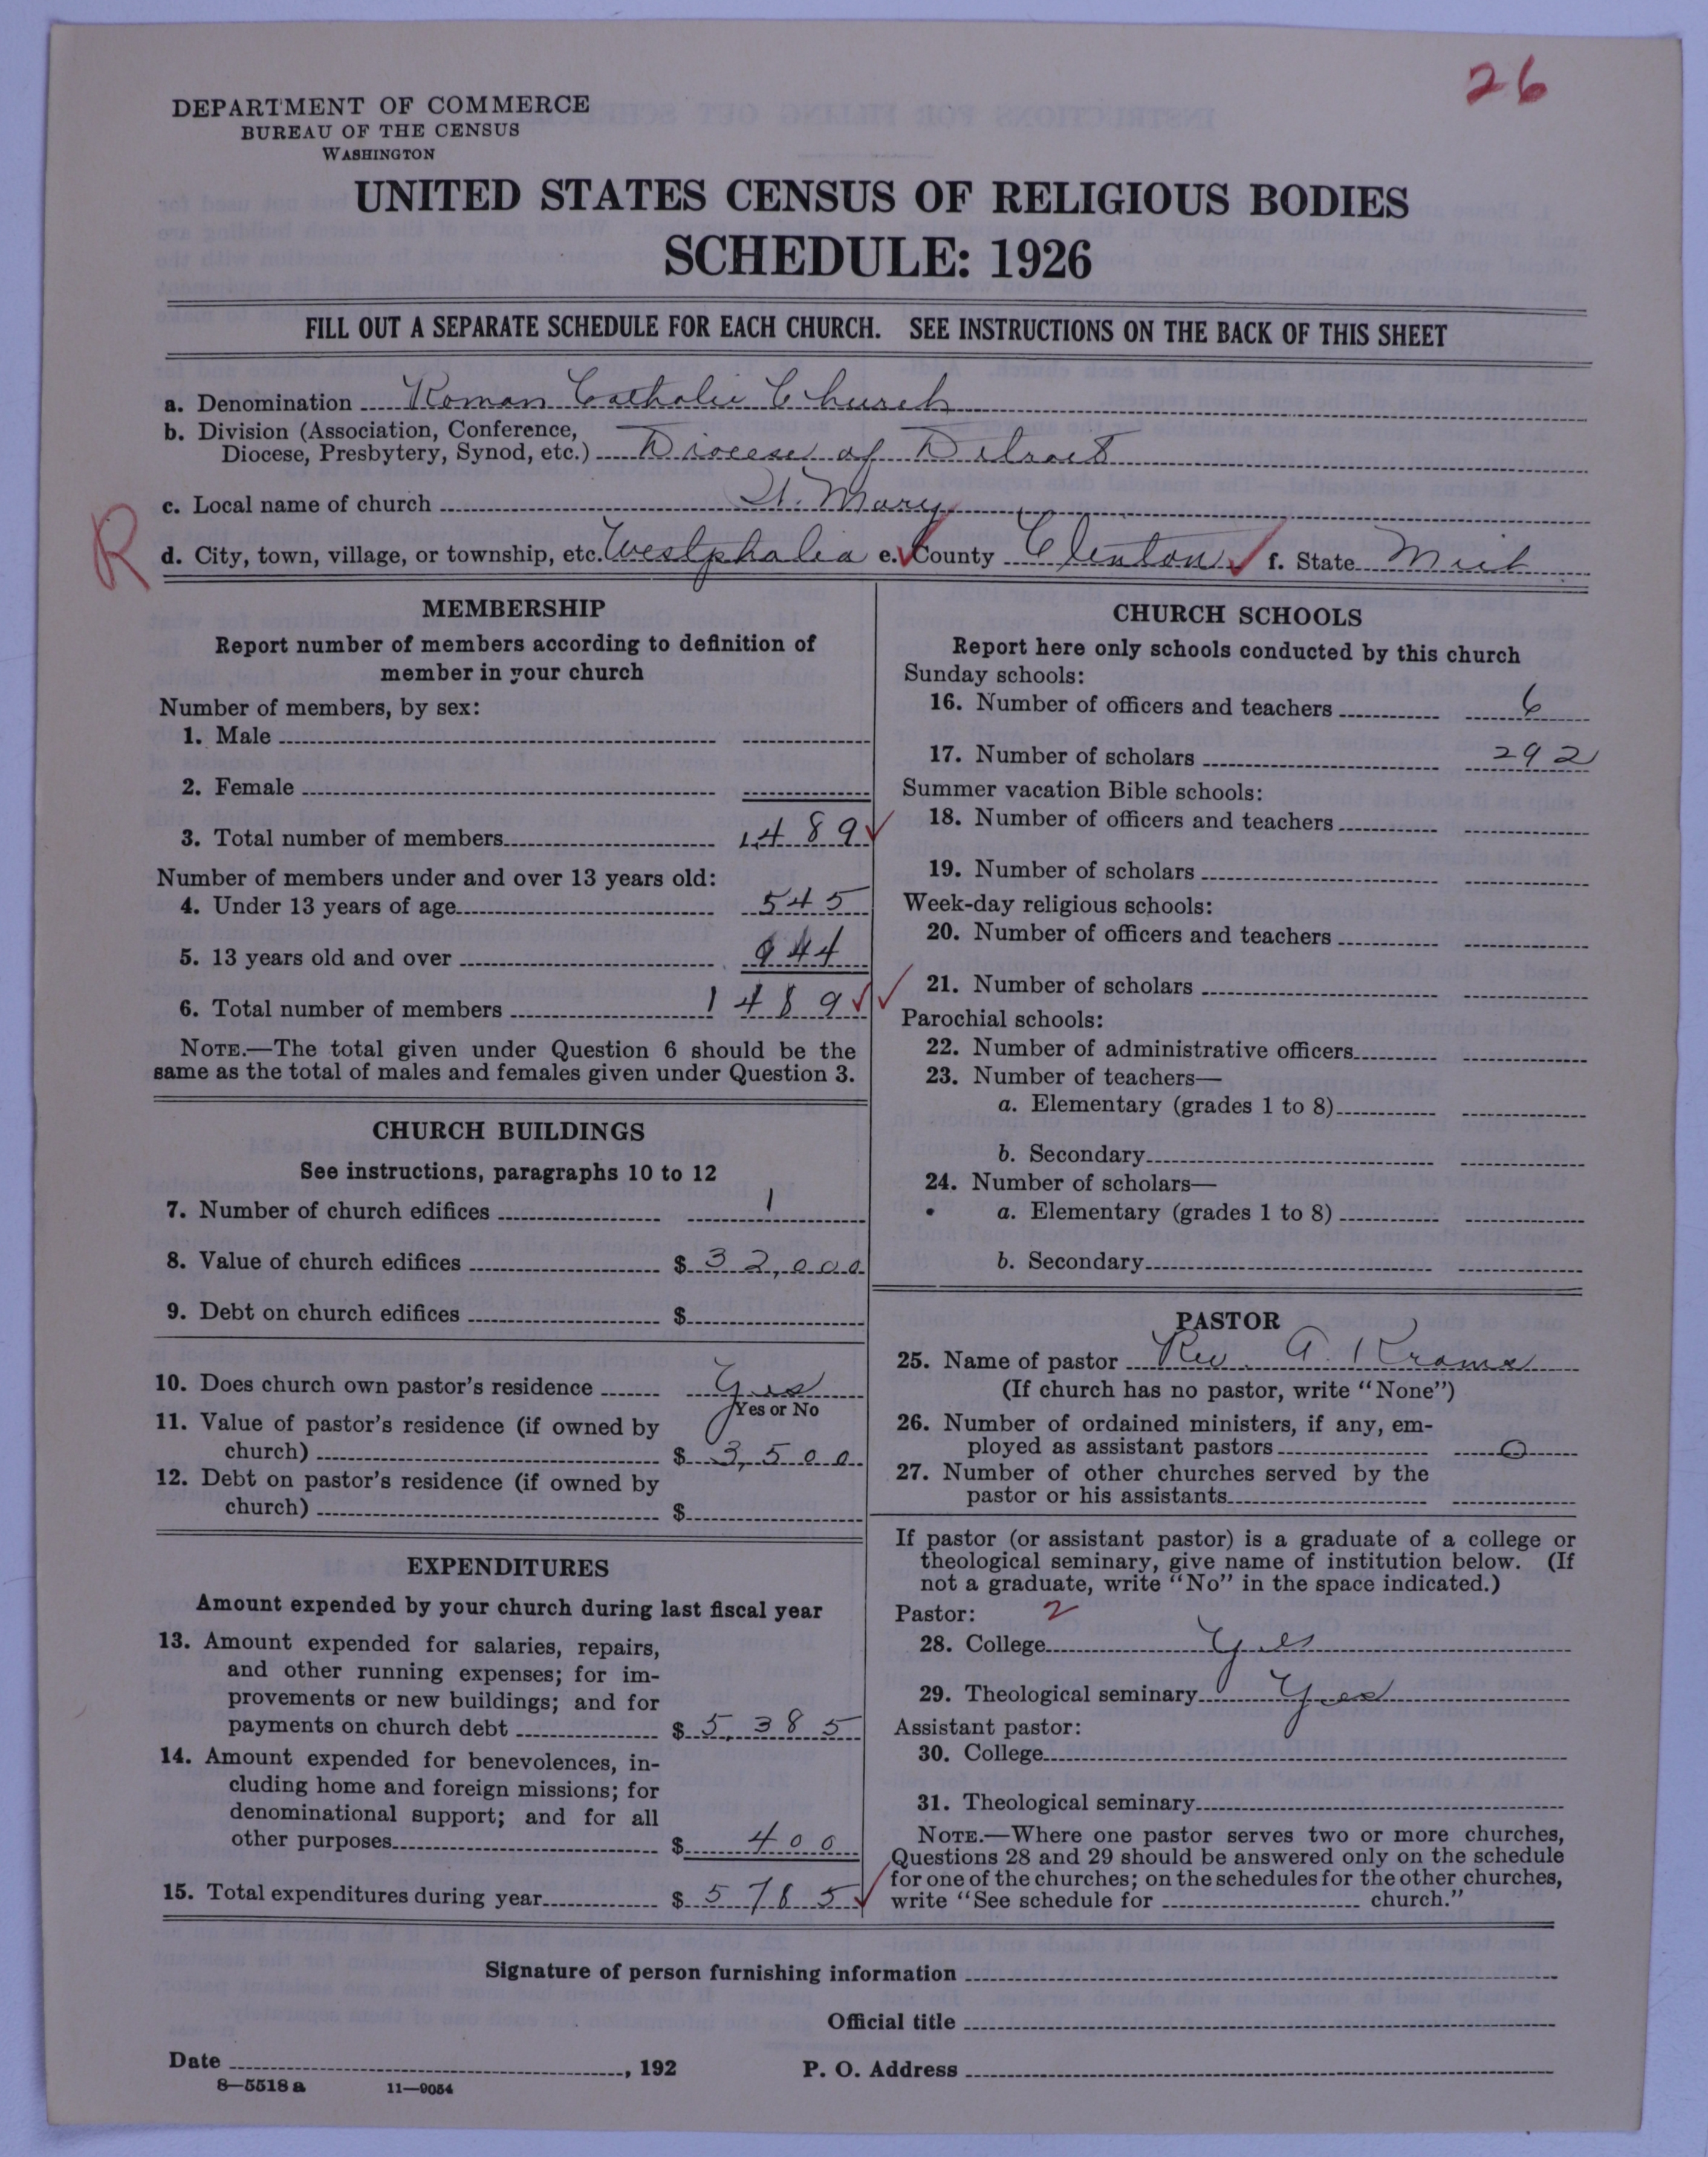 26
DEPARTMENT OF COMMERCE
BUREAU OF THE CENSUS
WASHINGTON
UNITED STATES CENSUS OF RELIGIOUS BODIES
SCHEDULE: 1926
FILL OUT A SEPARATE SCHEDULE FOR EACH CHURCH. SEE INSTRUCTIONS ON THE BACK OF THIS SHEET
a. Denomination Roman Catholic Church
b. Division (Association, Conference,
Diocese, Presbytery, Synod, etc.) Diocese of Detroit
c. Local name of church St. Mary
R
d. City, town, village, or township, etc. Westphalia e. County Clinton f. State Mich
MEMBERSHIP
Report number of members according to definition of
member in your church
Number of members, by sex:
1. Male
2. Female
3. Total number of members 1489
Number of members under and over 13 years old:
4. Under 13 years of age 545
5. 13 years old and over 944
6. Total number of members 1489
NOTE.—The total given under Question 6 should be the
same as the total of males and females given under Question 3.
CHURCH BUILDINGS
See instructions, paragraphs 10 to 12
7. Number of church edifices 1
8. Value of church edifices $ 32,000
9. Debt on church edifices $
10. Does church own pastor's residence Yes
Yes or No
11. Value of pastor's residence (if owned by
church) $ 3,500
12. Debt on pastor's residence (if owned by
church) $
EXPENDITURES
Amount expended by your church during last fiscal year
13. Amount expended for salaries, repairs,
and other running expenses; for im-
provements or new buildings; and for
payments on church debt $ 5,385
14. Amount expended for benevolences, in-
cluding home and foreign missions; for
denominational support; and for all
other purposes $ 400
15. Total expenditures during year $ 5785
CHURCH SCHOOLS
Report here only schools conducted by this church
Sunday schools:
16. Number of officers and teachers 6
17. Number of scholars 292
Summer vacation Bible schools:
18. Number of officers and teachers
19. Number of scholars
Week-day religious schools:
20. Number of officers and teachers
21. Number of scholars
Parochial schools:
22. Number of administrative officers
23. Number of teachers—
a. Elementary (grades 1 to 8)
b. Secondary
24. Number of scholars—
a. Elementary (grades 1 to 8)
b. Secondary
PASTOR
25. Name of pastor Rev. A.
(If church has no pastor, write "None")
26. Number of ordained ministers, if any, em-
ployed as assistant pastors 0
27. Number of other churches served by the
pastor or his assistants
If pastor (or assistant pastor) is a graduate of a college or
theological seminary, give name of institution below. (If
not a graduate, write "No" in the space indicated.)
Pastor: 2
28. College Yes
29. Theological seminary Yes
Assistant pastor:
30. College
31. Theological seminary
NOTE.—Where one pastor serves two or more churches,
Questions 28 and 29 should be answered only on the schedule
for one of the churches; on the schedules for the other churches,
write "See schedule for church."
Signature of person furnishing information
Official title
Date , 192 P. O. Address
8—5518 a 11—9054